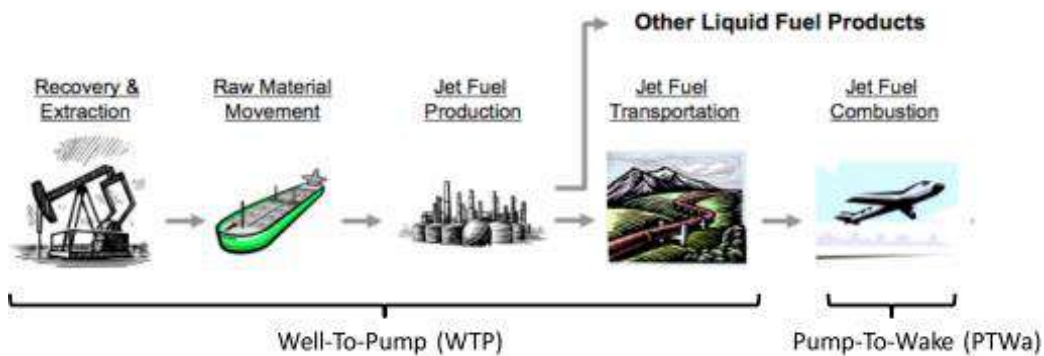 Other Liquid Fuel Products
Recovery &
Extraction
Raw Material
Movement
Jet Fuel
Production
Jet Fuel
Transportation
Jet Fuel
Combustion
Well-To-Pump (WTP)
Pump-To-Wake (PTWa)